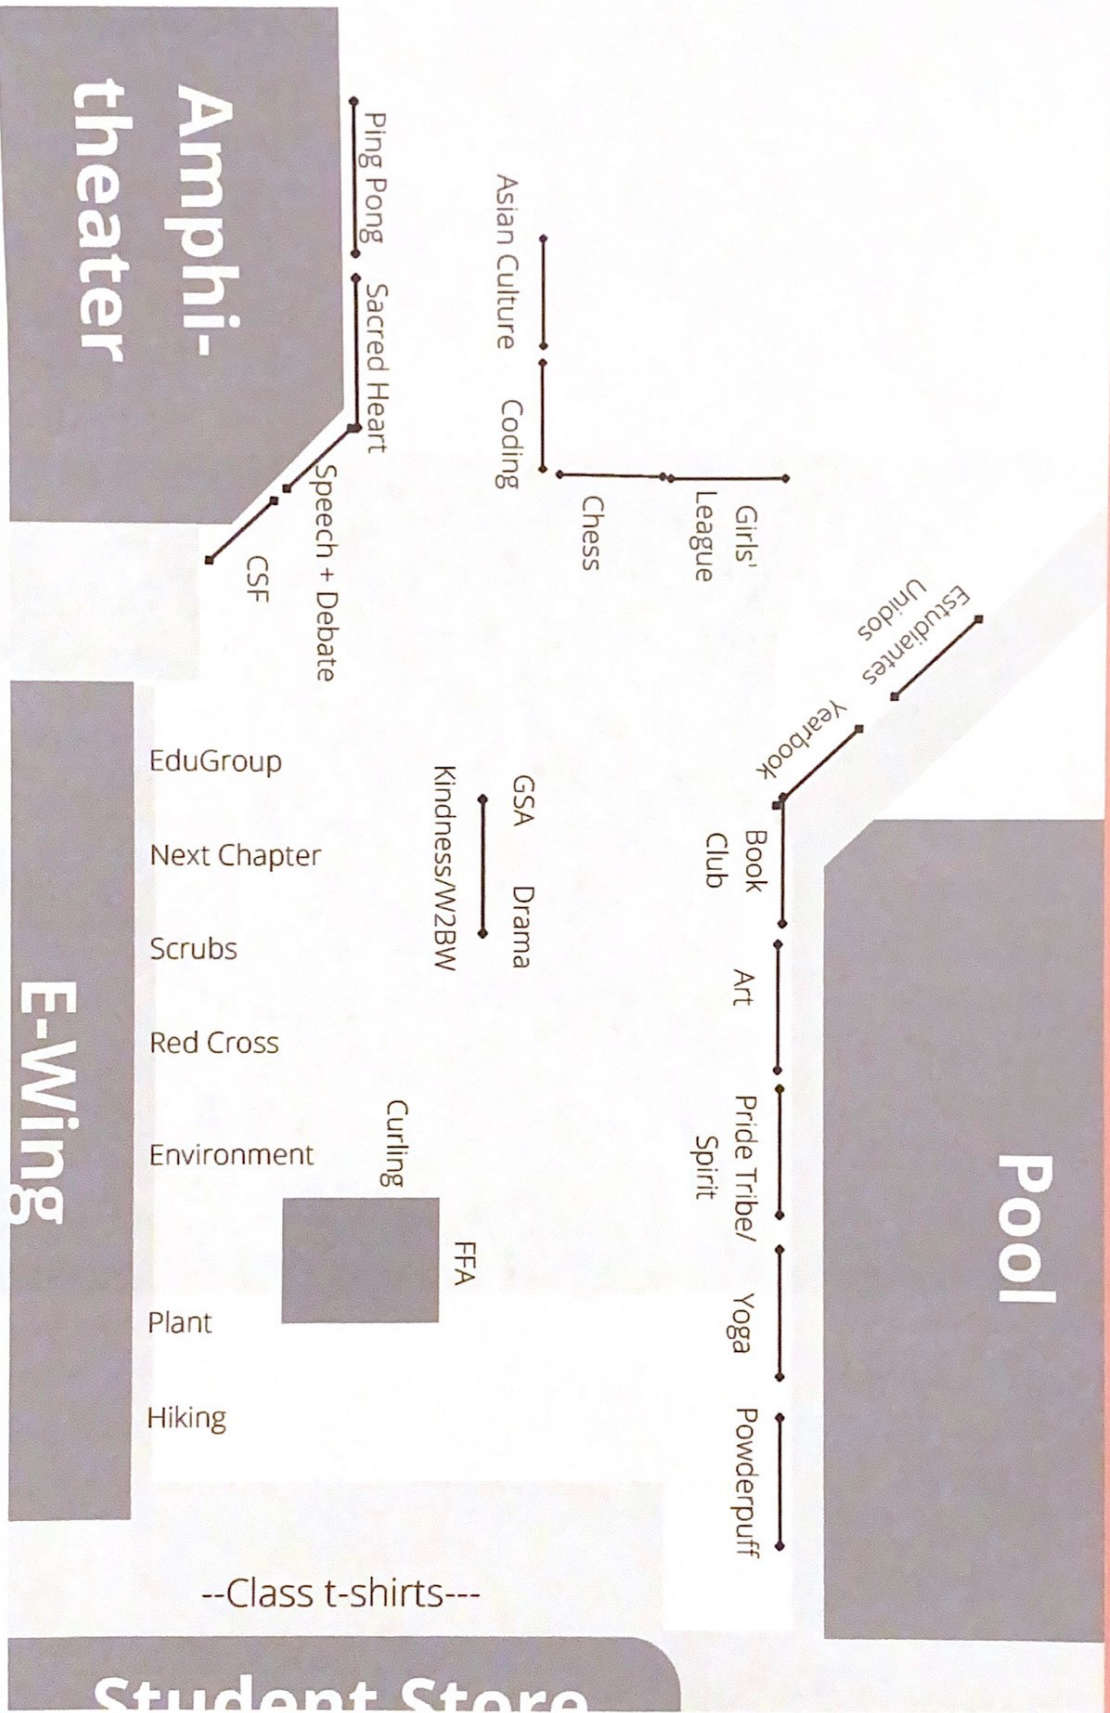 Amphi-
theater
Ping Pong
Sacred Heart
Speech + Debate
CSF
Asian Culture
Coding
Chess
Girls'
League
Estudiantes
Unidos
Yearbook
Book
Club
Art
Pride Tribe/
Spirit
Yoga
Powderpuff
Pool
GSA
Drama
Kindness/W2BW
Curling
FFA
EduGroup
Next Chapter
Scrubs
Red Cross
Environment
Plant
Hiking
E-Wing
--Class t-shirts---
Student Store